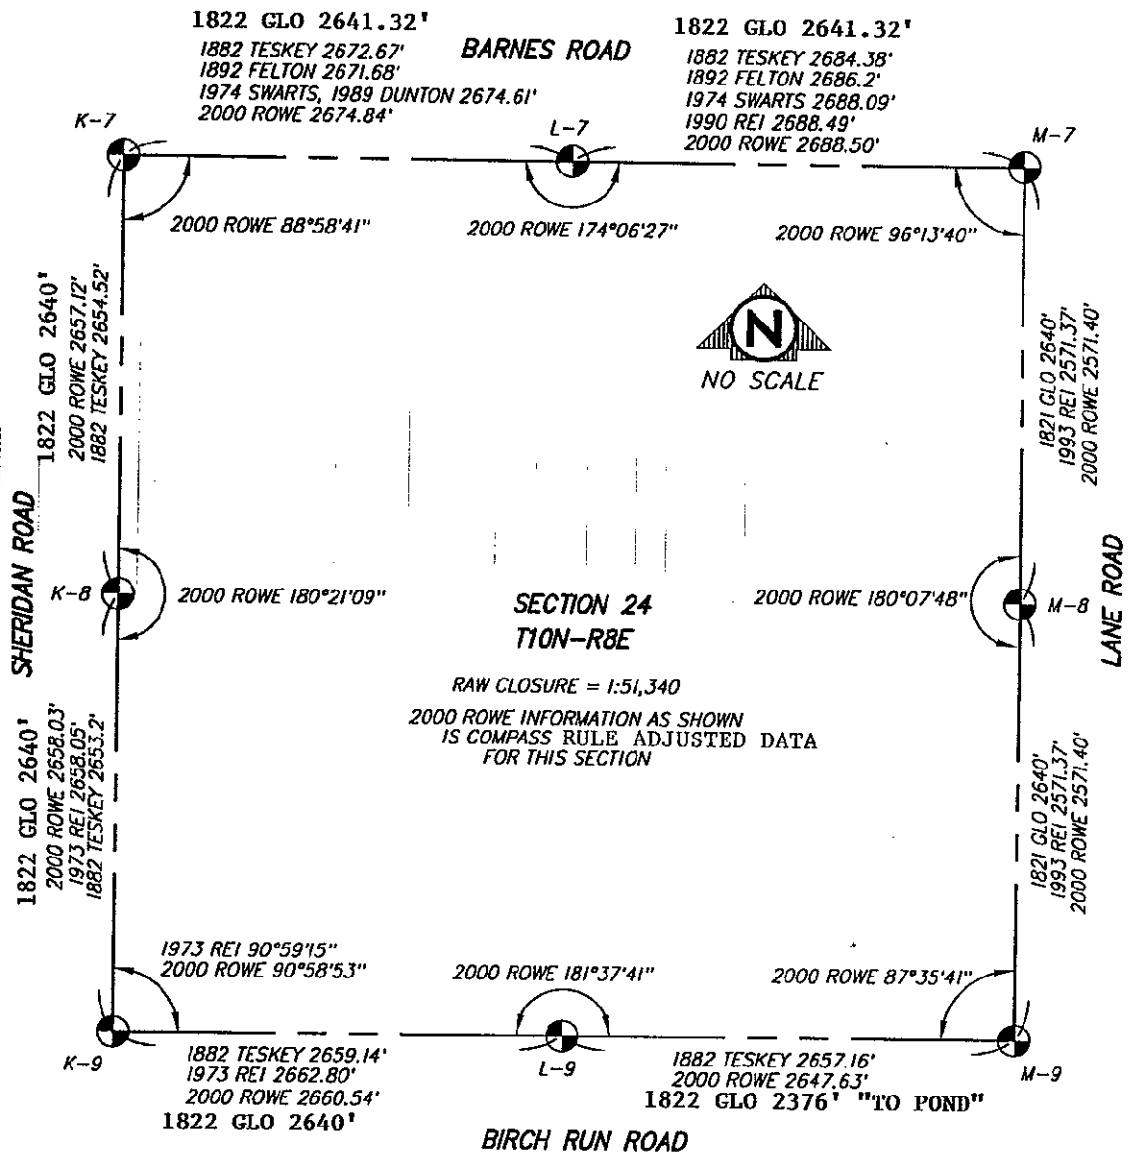 1822 GLO 2641.32'
1882 TESKEY 2672.67'
1892 FELTON 2671.68'
1974 SWARTS, 1989 DUNTON 2674.61'
2000 ROWE 2674.84'
BARNES ROAD
1822 GLO 2641.32'
1882 TESKEY 2684.38'
1892 FELTON 2686.2'
1974 SWARTS 2688.09'
1990 REI 2688.49'
2000 ROWE 2688.50'
K-7
L-7
M-7
2000 ROWE 88°58'41"
2000 ROWE 174°06'27"
2000 ROWE 96°13'40"
1822 GLO 2640'
2000 ROWE 2657.12'
1882 TESKEY 2654.52'
N
NO SCALE
1821 GLO 2640'
1993 REI 2571.37'
2000 ROWE 2571.40'
SHERIDAN ROAD
K-8
2000 ROWE 180°21'09"
SECTION 24
T10N-R8E
2000 ROWE 180°07'48"
M-8
LANE ROAD
RAW CLOSURE = 1:51,340
2000 ROWE INFORMATION AS SHOWN
IS COMPASS RULE ADJUSTED DATA
FOR THIS SECTION
1822 GLO 2640'
2000 ROWE 2658.03'
1973 REI 2658.05'
1882 TESKEY 2653.2'
1821 GLO 2640'
1993 REI 2571.37'
2000 ROWE 2571.40'
1973 REI 90°59'15"
2000 ROWE 90°58'53"
2000 ROWE 181°37'41"
2000 ROWE 87°35'41"
K-9
L-9
M-9
1882 TESKEY 2659.14'
1973 REI 2662.80'
2000 ROWE 2660.54'
1822 GLO 2640'
1882 TESKEY 2657.16'
2000 ROWE 2647.63'
1822 GLO 2376' "TO POND"
BIRCH RUN ROAD